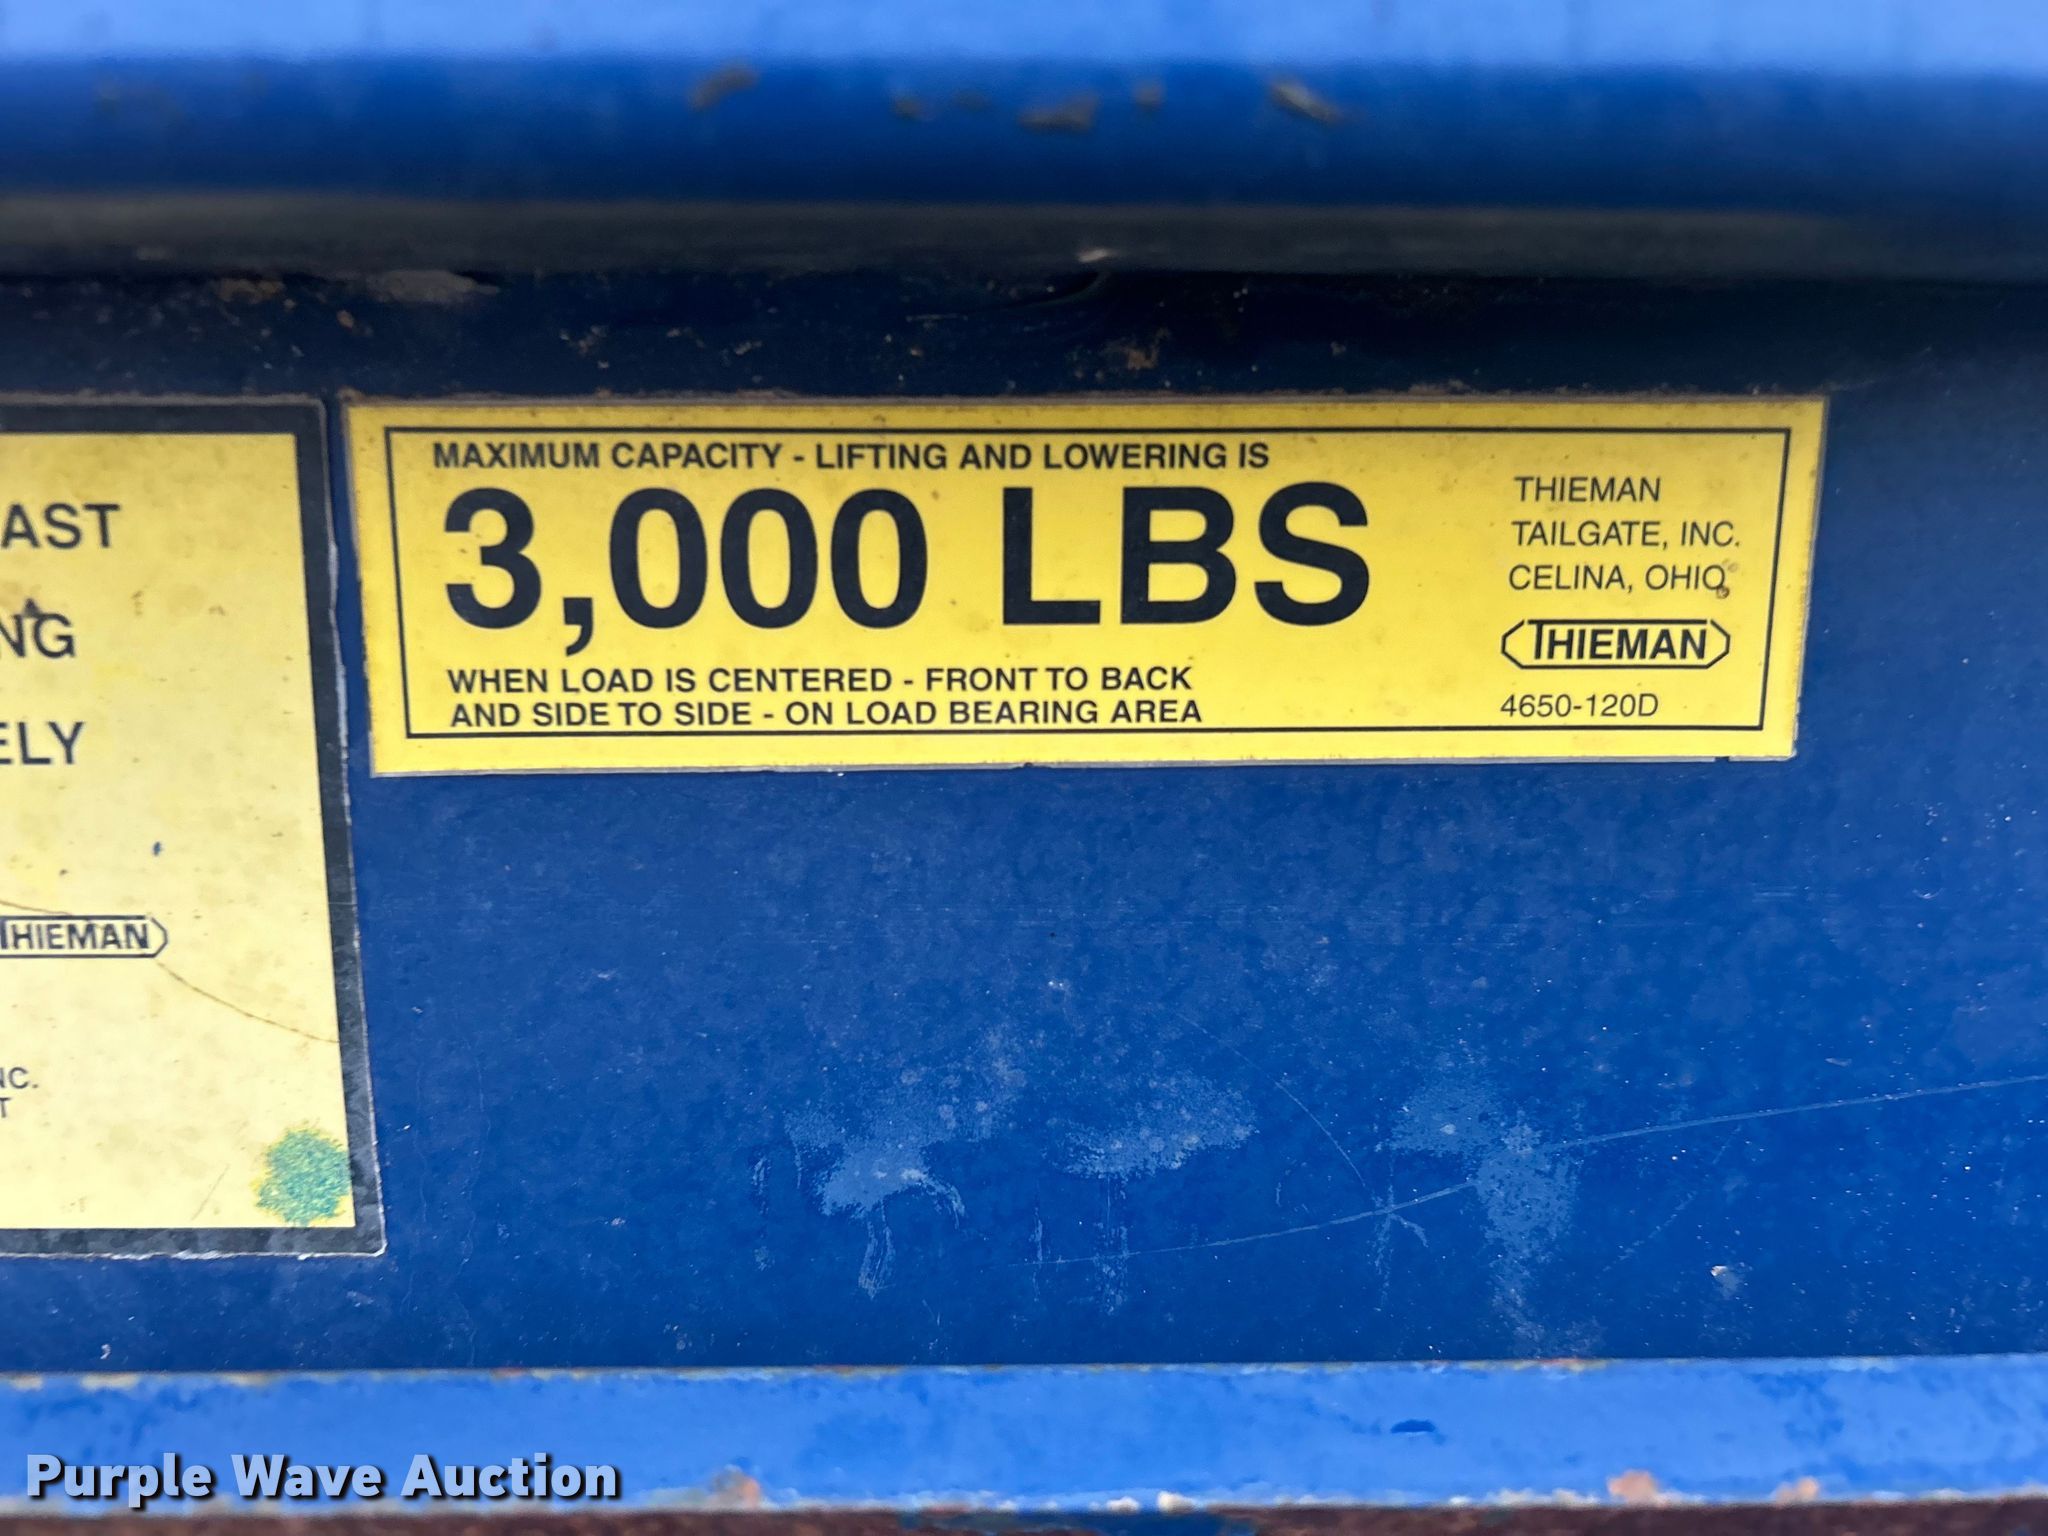 AST
NG
ELY
THIEMAN
NC.
T
MAXIMUM CAPACITY - LIFTING AND LOWERING IS
3,000 LBS
WHEN LOAD IS CENTERED - FRONT TO BACK
AND SIDE TO SIDE - ON LOAD BEARING AREA
THIEMAN
TAILGATE, INC.
CELINA, OHIO
THIEMAN
4650-120D
Purple Wave Auction